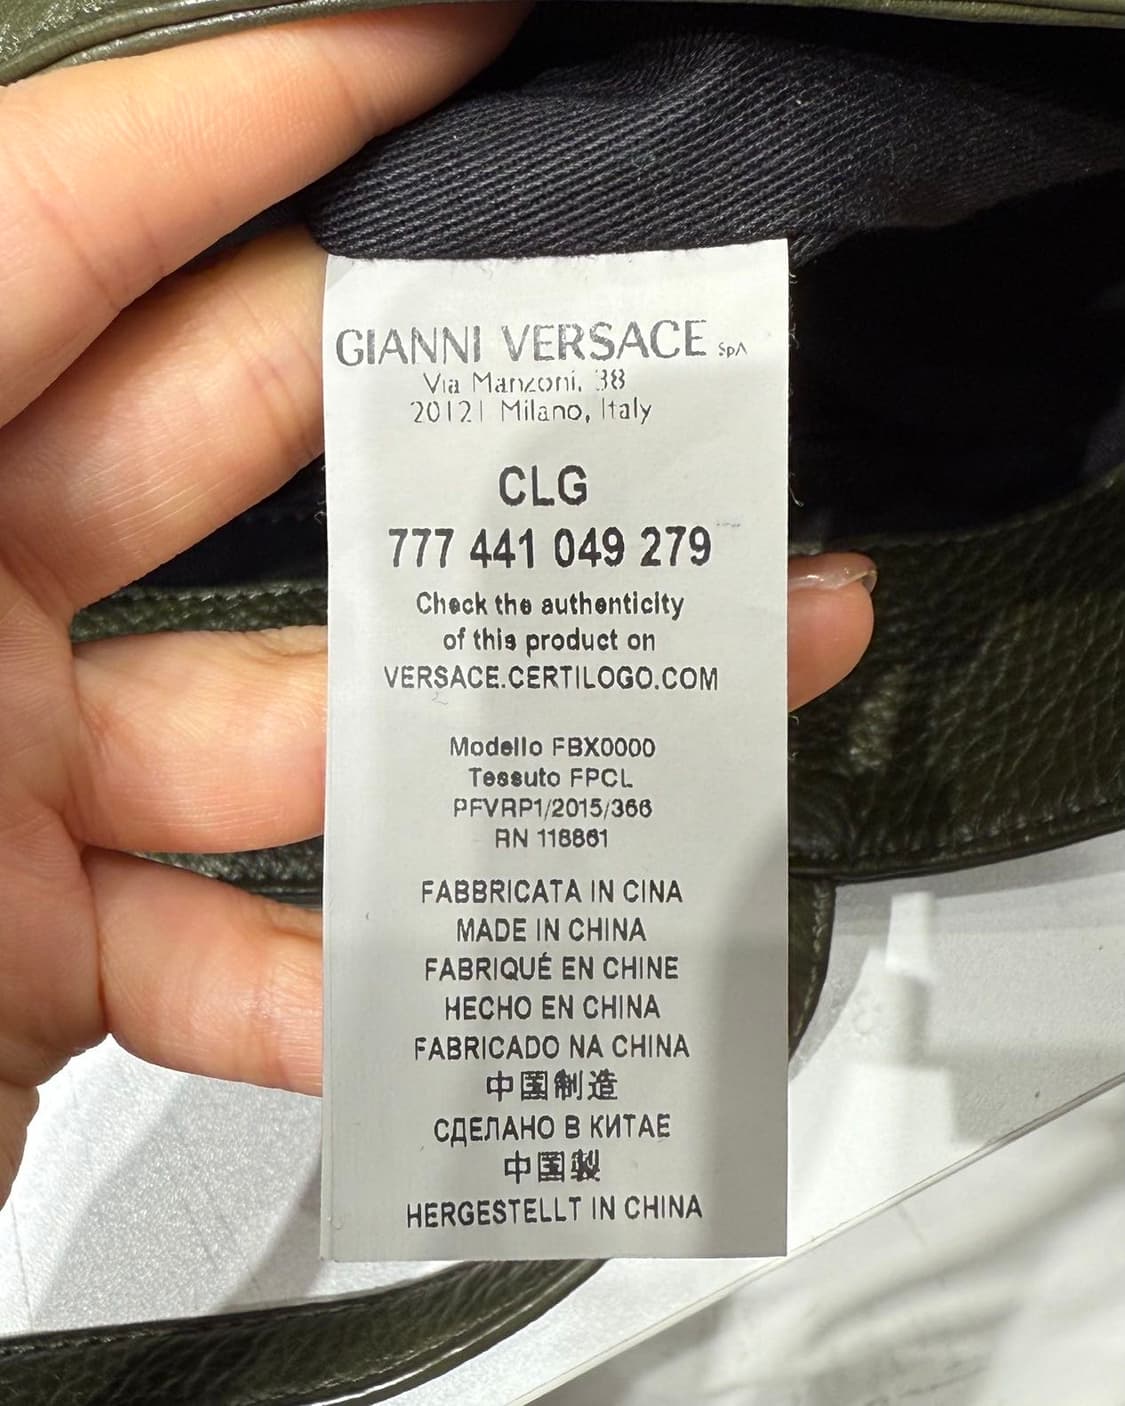 GIANNI VERSACE SpA
Via Manzoni, 38
20121 Milano, Italy
CLG
777 441 049 279
Check the authenticity
of this product on
VERSACE.CERTILOGO.COM
Modello FBX0000
Tessuto FPCL
PFVRP1/2015/366
RN 118861
FABBRICATA IN CINA
MADE IN CHINA
FABRIQUÉ EN CHINE
HECHO EN CHINA
FABRICADO NA CHINA
中国制造
СДЕЛАНО В КИТАЕ
中国製
HERGESTELLT IN CHINA